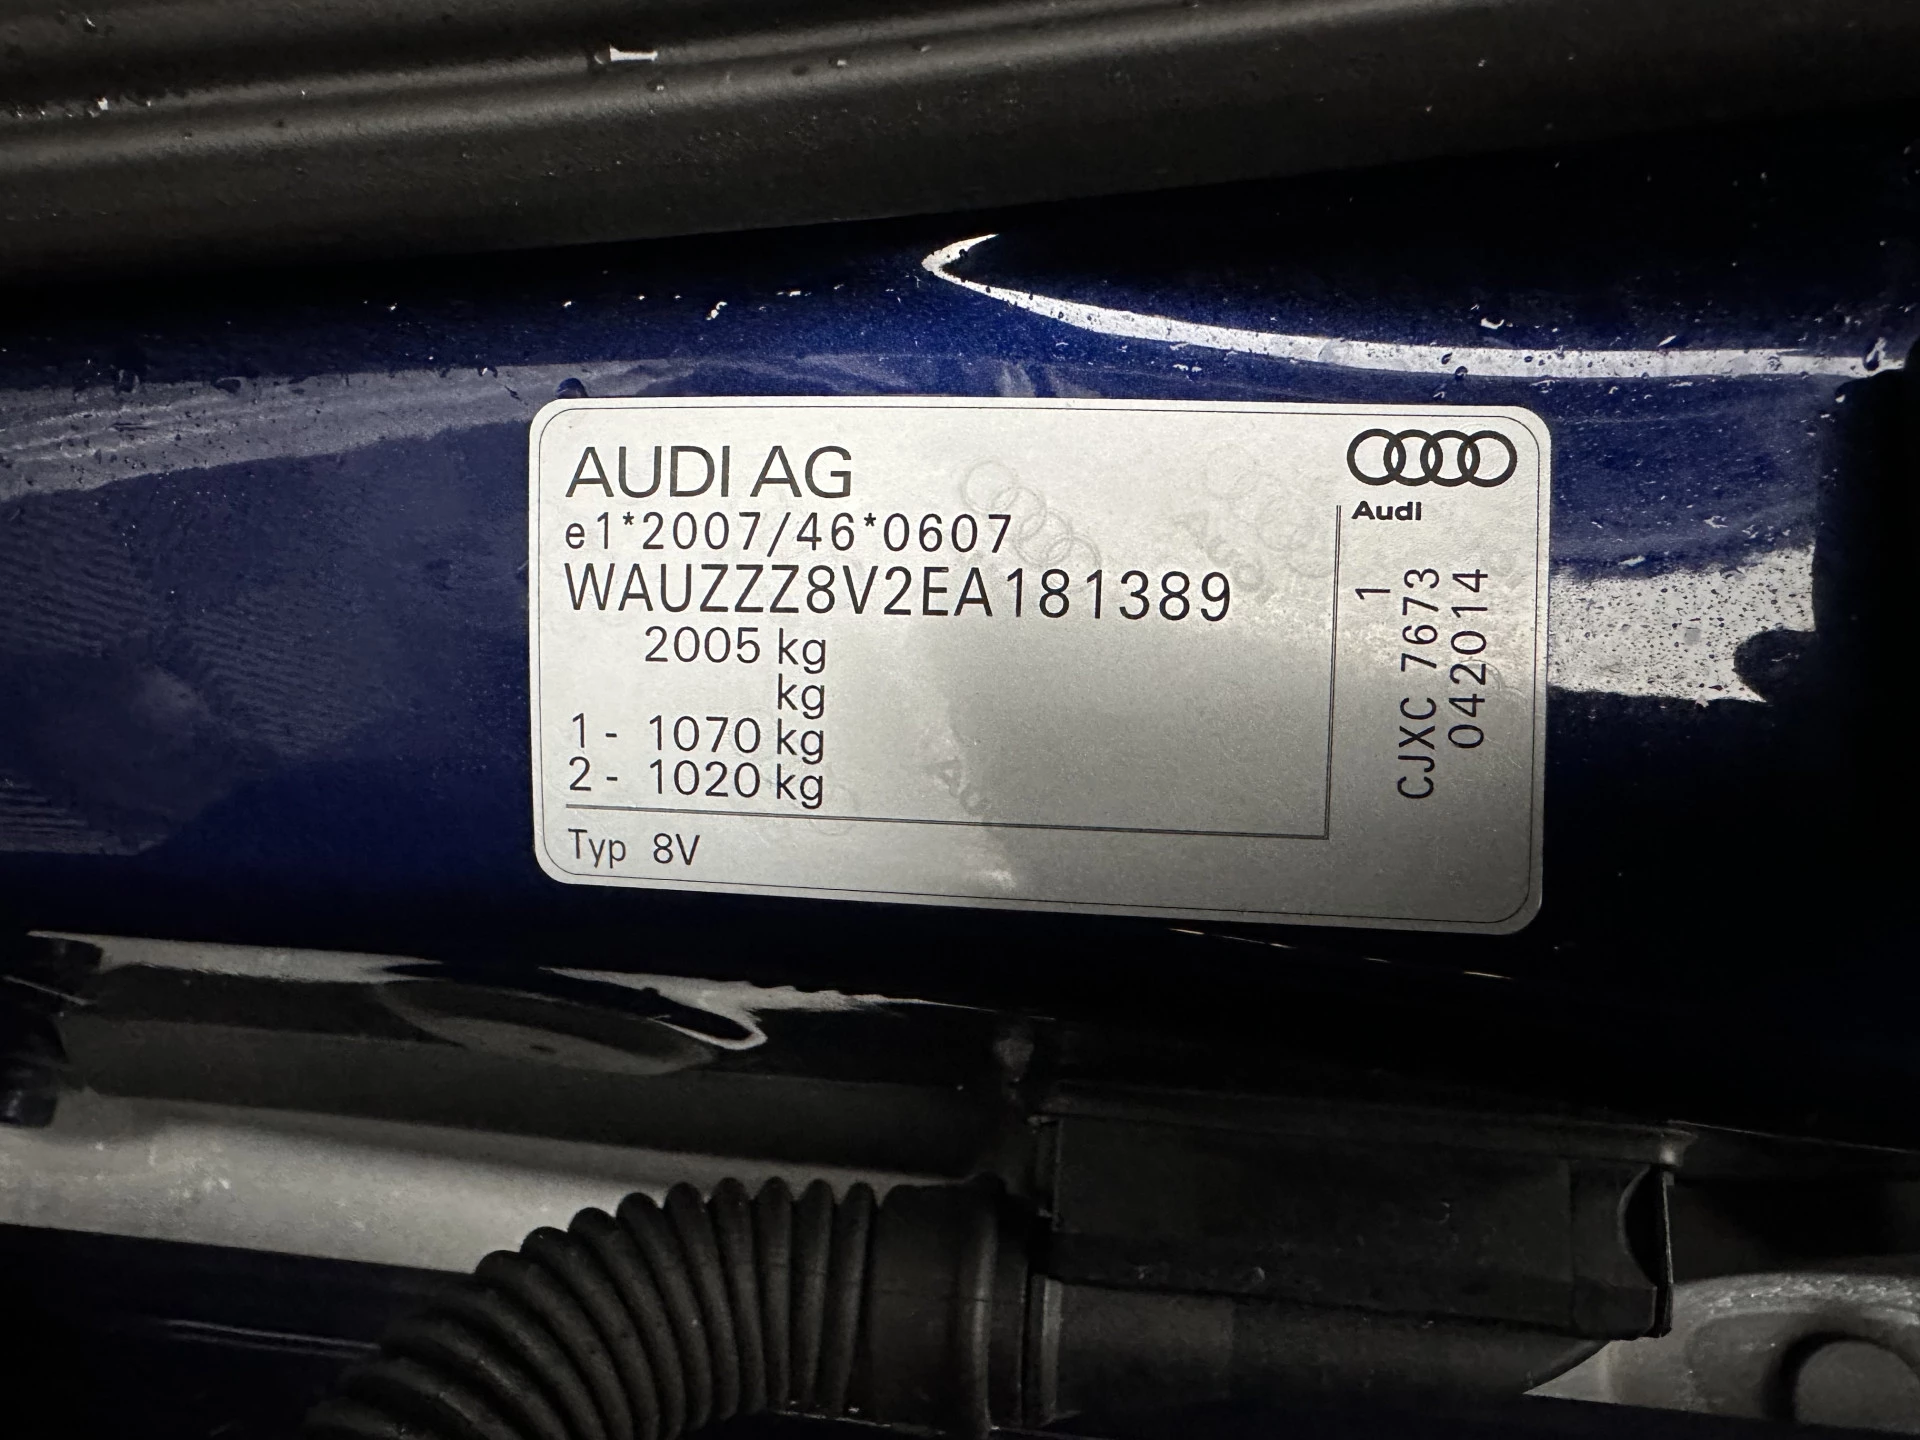 AUDI AG
e1*2007/46*0607
WAUZZZ8V2EA181389
2005 kg
kg
1- 1070 kg
2- 1020 kg
Typ 8V
Audi
1
CJXC 7673
042014